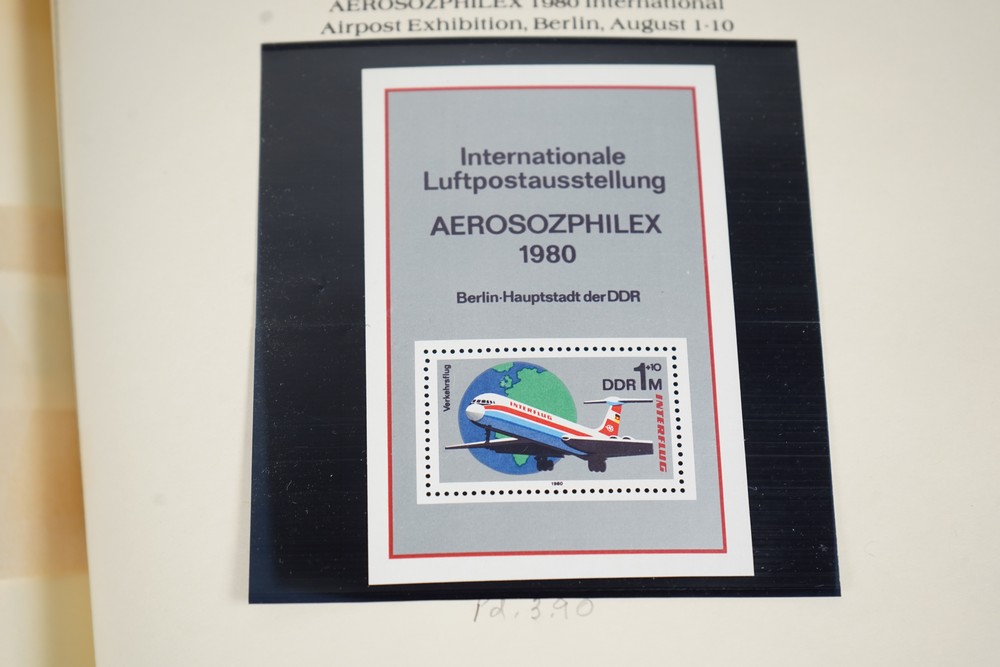 AEROSOZPHILEX 1980 International
Airpost Exhibition, Berlin, August 1-10
Internationale
Luftpostausstellung
AEROSOZPHILEX
1980
Berlin·Hauptstadt der DDR
Verkehrsflug
DDR 1+10 M
INTERFLUG
INTERFLUG
1980
Pd. 3.90